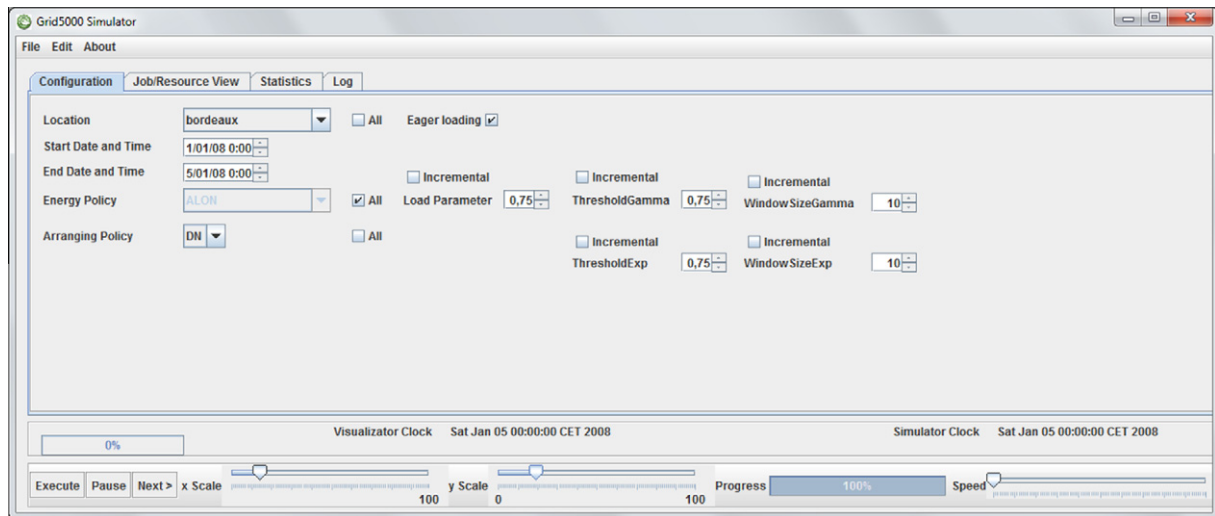 Grid5000 Simulator
File Edit About
Configuration Job/Resource View Statistics Log
Location bordeaux All Eager loading
Start Date and Time 1/01/08 0:00
End Date and Time 5/01/08 0:00
Incremental Incremental Incremental
Energy Policy ALON All Load Parameter 0,75 ThresholdGamma 0,75 WindowSizeGamma 10
Arranging Policy DN All
Incremental Incremental
ThresholdExp 0,75 WindowSizeExp 10
0% Visualizator Clock Sat Jan 05 00:00:00 CET 2008 Simulator Clock Sat Jan 05 00:00:00 CET 2008
Execute Pause Next > x Scale 100 y Scale 0 100 Progress 100% Speed